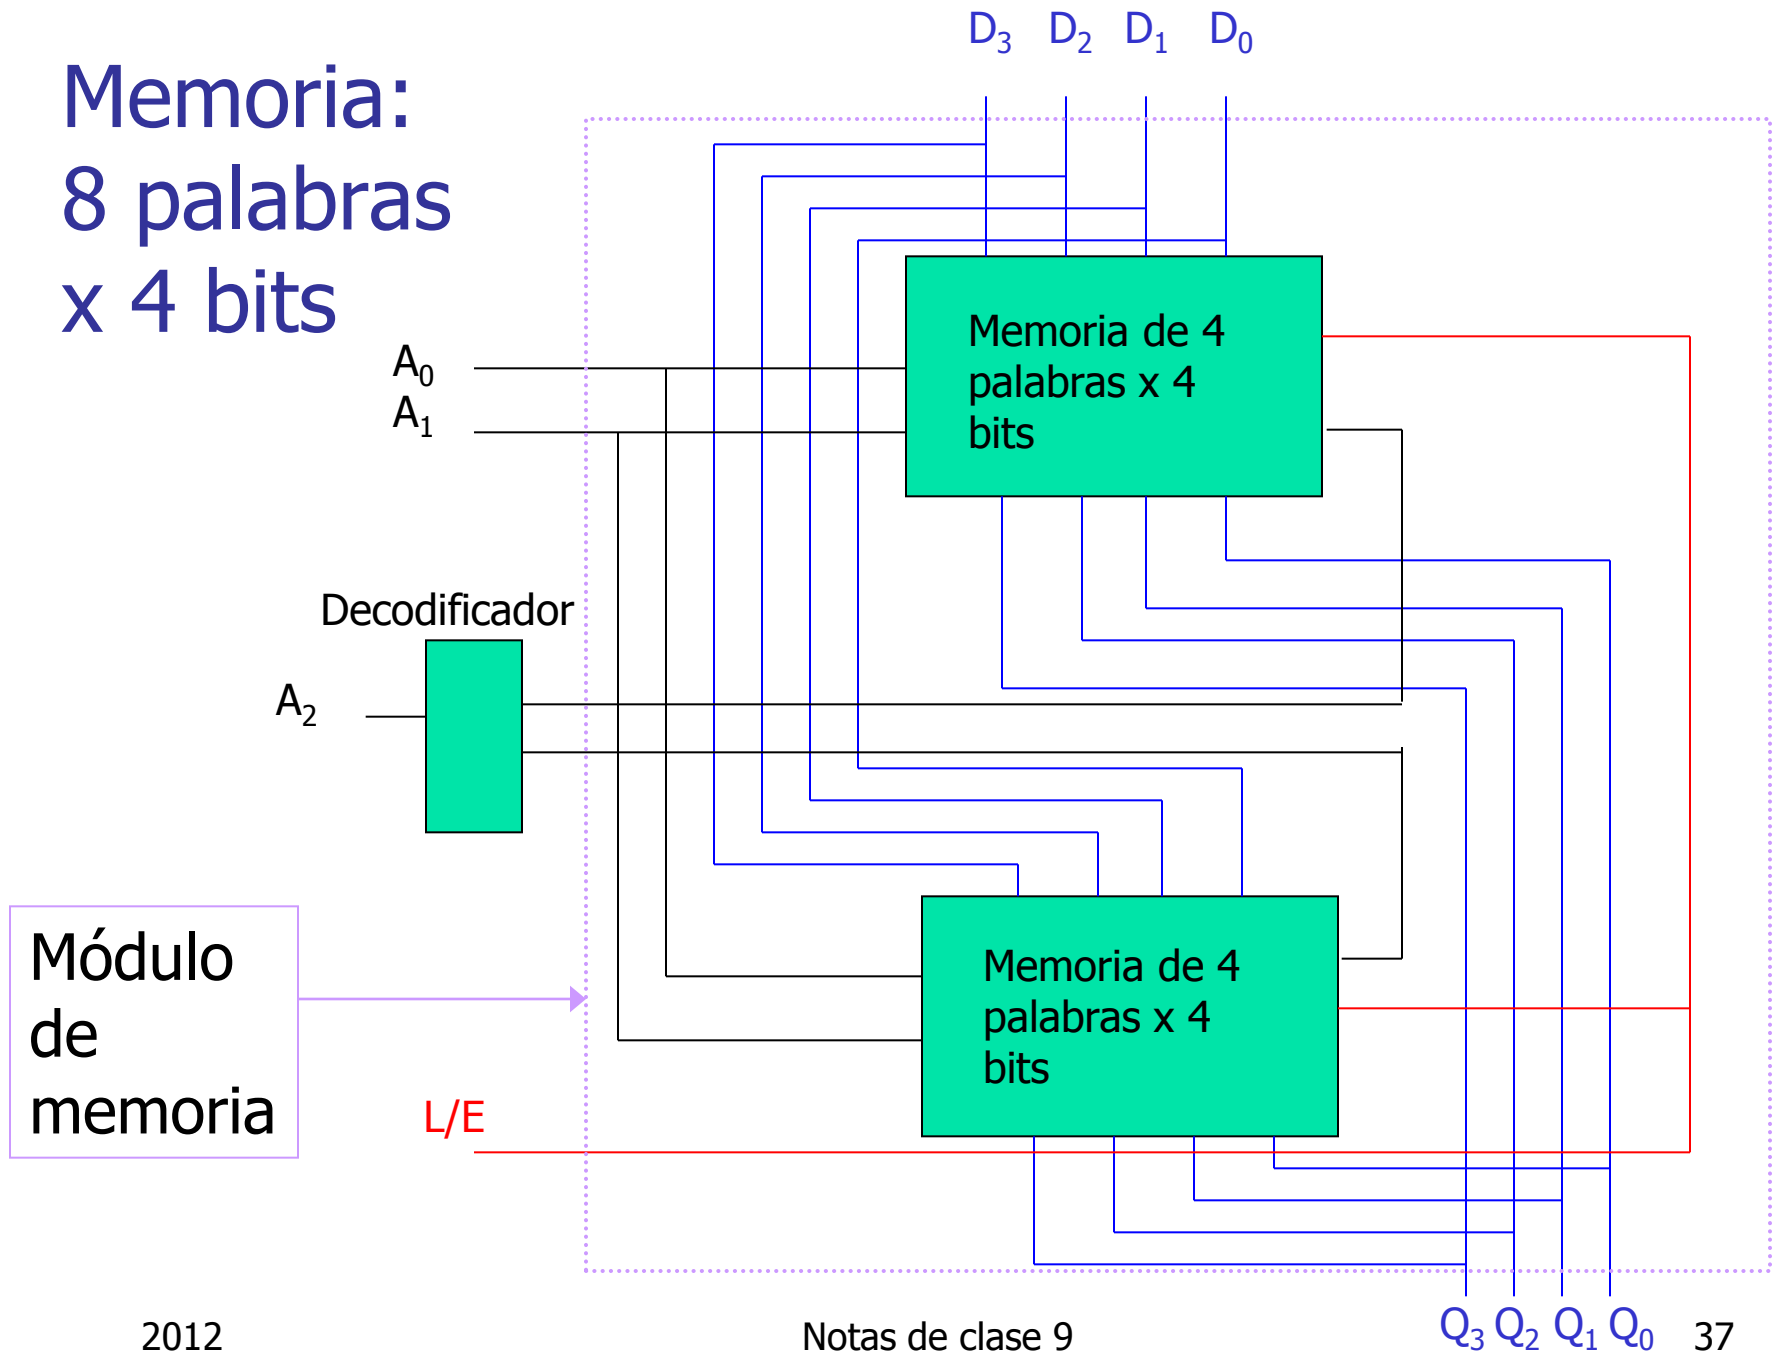 Memoria:
8 palabras
x 4 bits
D3 D2 D1 D0
A0
A1
Memoria de 4
palabras x 4
bits
Decodificador
A2
Módulo
de
memoria
Memoria de 4
palabras x 4
bits
L/E
Q3 Q2 Q1 Q0
2012
Notas de clase 9
37